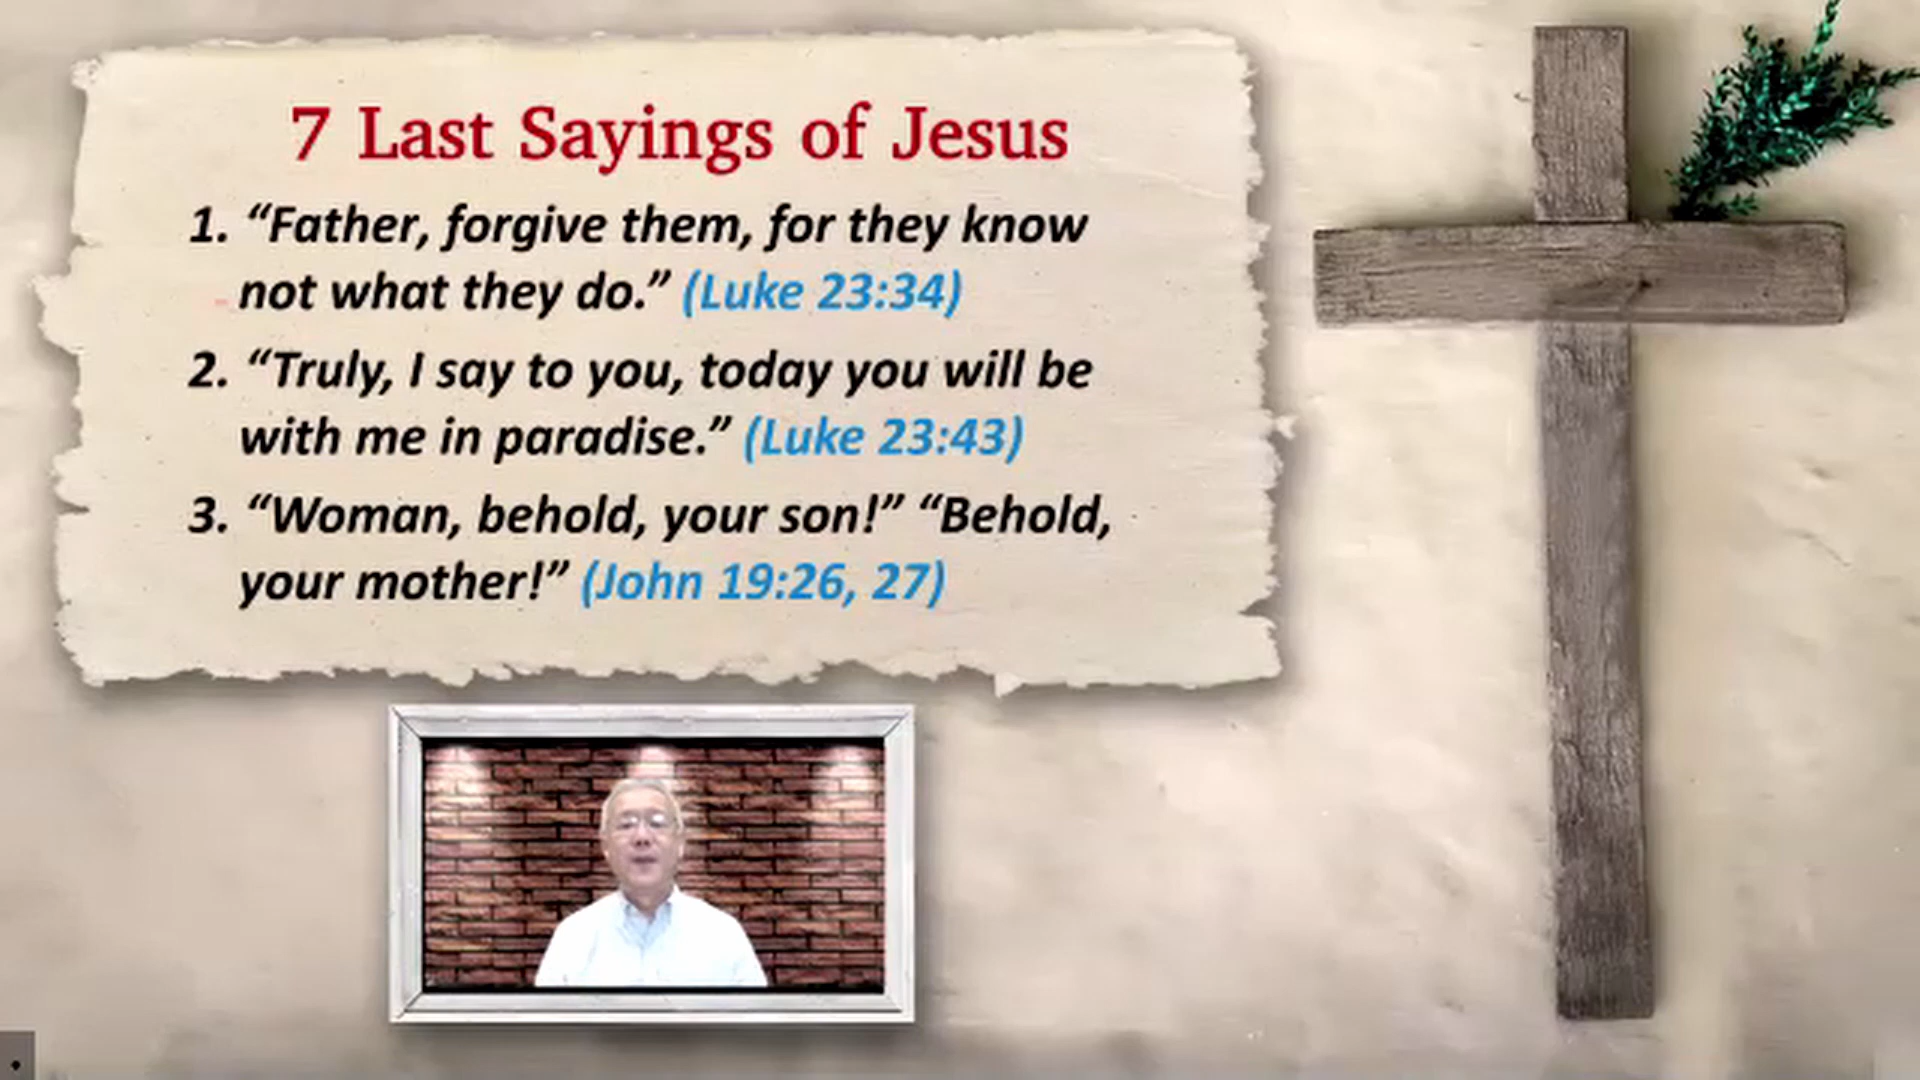 7 Last Sayings of Jesus
1. “Father, forgive them, for they know
not what they do.” (Luke 23:34)
2. “Truly, I say to you, today you will be
with me in paradise.” (Luke 23:43)
3. “Woman, behold, your son!” “Behold,
your mother!” (John 19:26, 27)